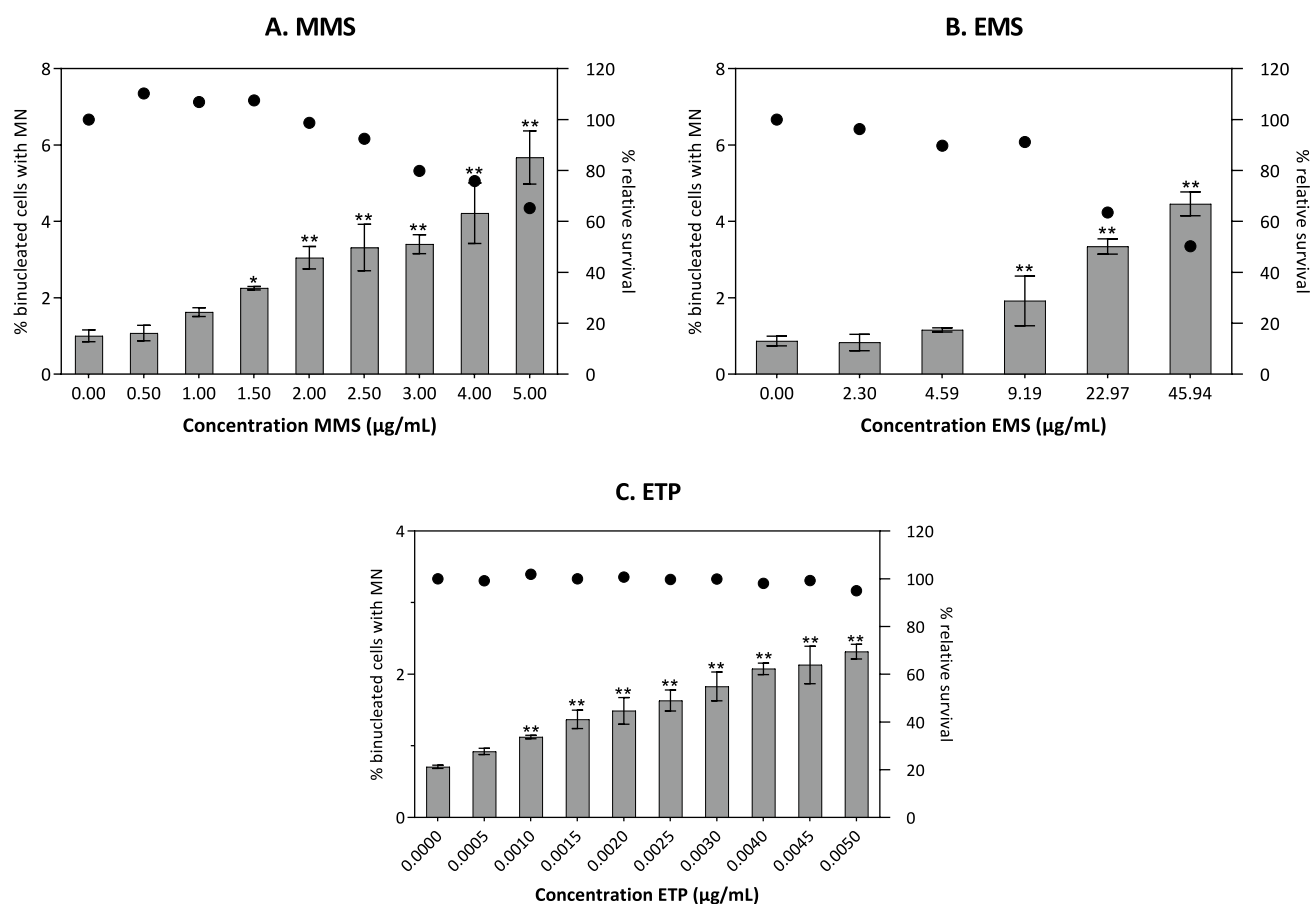 A. MMS
8
6
4
2
0
% binucleated cells with MN
120
100
80
60
40
20
0
% relative survival
* ** ** ** ** **
0.00 0.50 1.00 1.50 2.00 2.50 3.00 4.00 5.00
Concentration MMS (µg/mL)
B. EMS
8
6
4
2
0
% binucleated cells with MN
120
100
80
60
40
20
0
% relative survival
** ** **
0.00 2.30 4.59 9.19 22.97 45.94
Concentration EMS (µg/mL)
C. ETP
4
2
0
% binucleated cells with MN
120
100
80
60
40
20
0
% relative survival
** ** ** ** ** ** ** **
0.0000 0.0005 0.0010 0.0015 0.0020 0.0025 0.0030 0.0040 0.0045 0.0050
Concentration ETP (µg/mL)